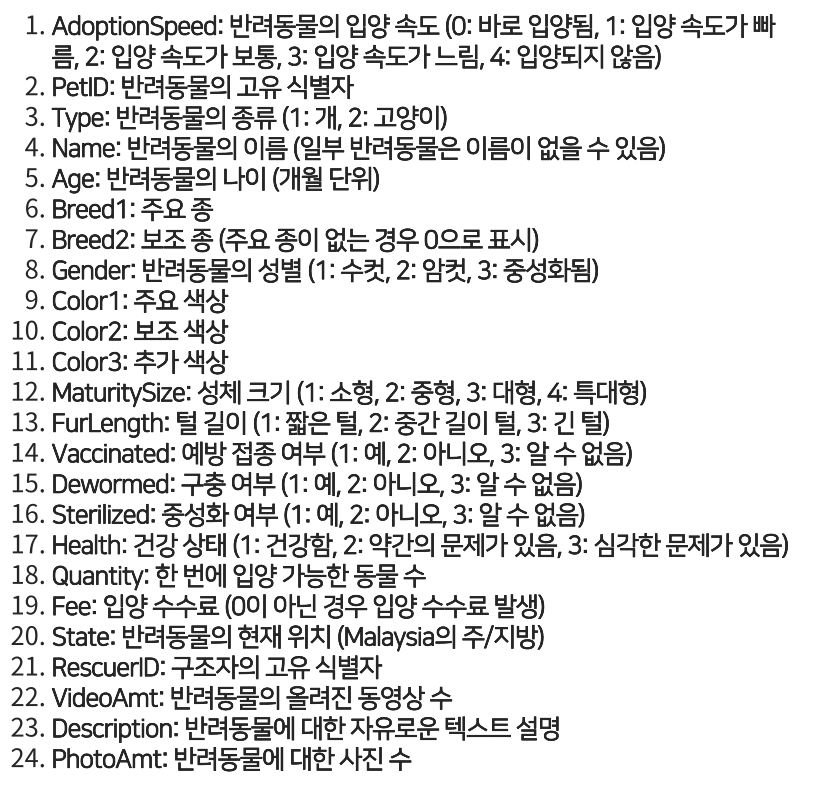 1. AdoptionSpeed: 반려동물의 입양 속도 (0: 바로 입양됨, 1: 입양 속도가 빠
름, 2: 입양 속도가 보통, 3: 입양 속도가 느림, 4: 입양되지 않음)
2. PetID: 반려동물의 고유 식별자
3. Type: 반려동물의 종류 (1: 개, 2: 고양이)
4. Name: 반려동물의 이름 (일부 반려동물은 이름이 없을 수 있음)
5. Age: 반려동물의 나이 (개월 단위)
6. Breed1: 주요 종
7. Breed2: 보조 종 (주요 종이 없는 경우 0으로 표시)
8. Gender: 반려동물의 성별 (1: 수컷, 2: 암컷, 3: 중성화됨)
9. Color1: 주요 색상
10. Color2: 보조 색상
11. Color3: 추가 색상
12. MaturitySize: 성체 크기 (1: 소형, 2: 중형, 3: 대형, 4: 특대형)
13. FurLength: 털 길이 (1: 짧은 털, 2: 중간 길이 털, 3: 긴 털)
14. Vaccinated: 예방 접종 여부 (1: 예, 2: 아니오, 3: 알 수 없음)
15. Dewormed: 구충 여부 (1: 예, 2: 아니오, 3: 알 수 없음)
16. Sterilized: 중성화 여부 (1: 예, 2: 아니오, 3: 알 수 없음)
17. Health: 건강 상태 (1: 건강함, 2: 약간의 문제가 있음, 3: 심각한 문제가 있음)
18. Quantity: 한 번에 입양 가능한 동물 수
19. Fee: 입양 수수료 (0이 아닌 경우 입양 수수료 발생)
20. State: 반려동물의 현재 위치 (Malaysia의 주/지방)
21. RescuerID: 구조자의 고유 식별자
22. VideoAmt: 반려동물의 올려진 동영상 수
23. Description: 반려동물에 대한 자유로운 텍스트 설명
24. PhotoAmt: 반려동물에 대한 사진 수